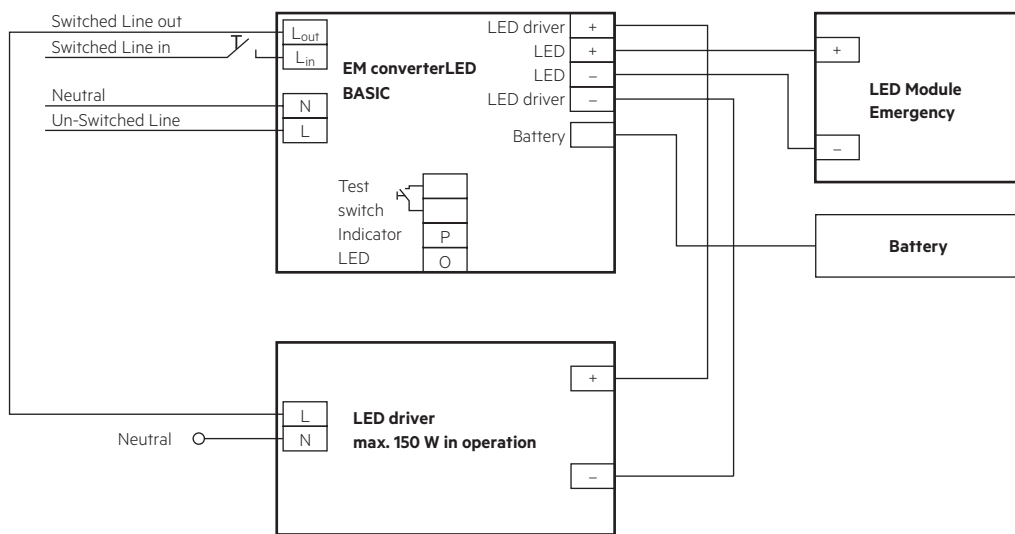 Switched Line out
Switched Line in
Neutral
Un-Switched Line
Lout
Lin
N
L
EM converterLED
BASIC
LED driver
LED
LED
LED driver
Battery
+
+
–
–
Test
switch
Indicator
LED
P
O
+
–
LED Module
Emergency
Battery
L
N
Neutral
LED driver
max. 150 W in operation
+
–